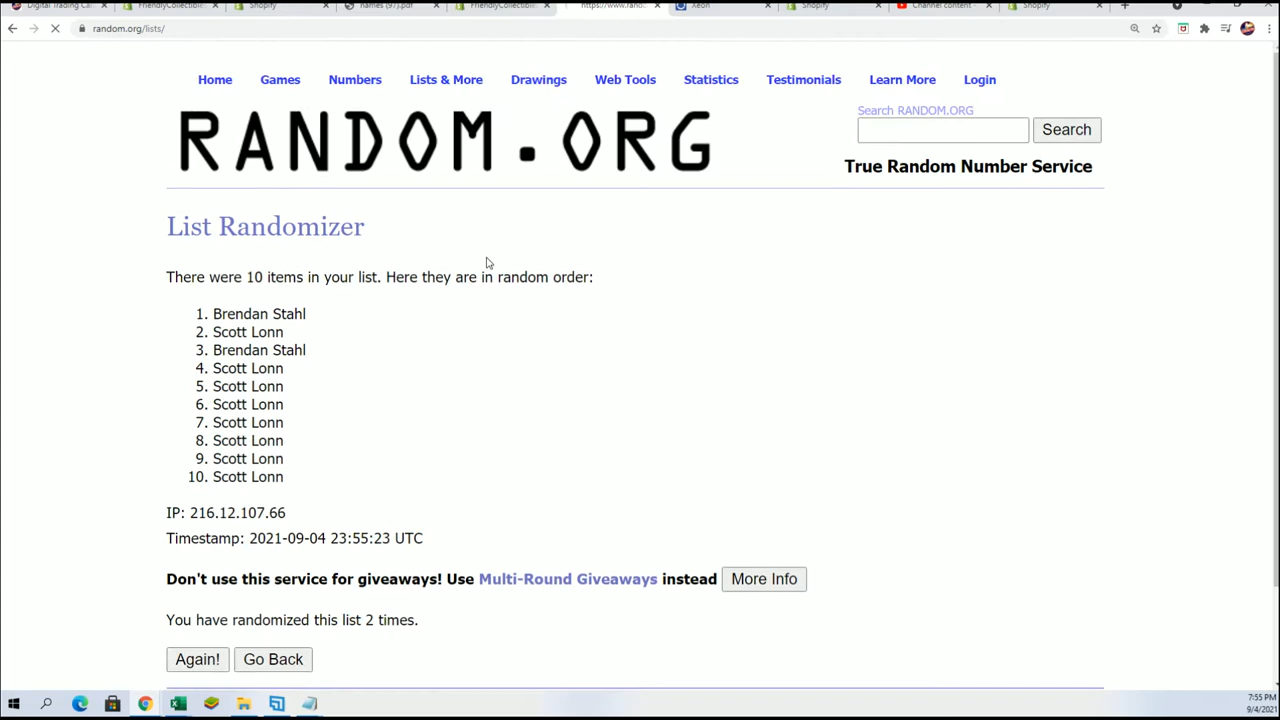 Digital Trading Ca
FriendlyCollectible
Shopify
names (97).pdf
FriendlyCollectible
https://www.rando
Xeon
Shopify
Channel content -
Shopify
random.org/lists/
Home Games Numbers Lists & More Drawings Web Tools Statistics Testimonials Learn More Login
RANDOM.ORG
Search RANDOM.ORG
Search
True Random Number Service
List Randomizer
There were 10 items in your list. Here they are in random order:
1. Brendan Stahl
2. Scott Lonn
3. Brendan Stahl
4. Scott Lonn
5. Scott Lonn
6. Scott Lonn
7. Scott Lonn
8. Scott Lonn
9. Scott Lonn
10. Scott Lonn
IP: 216.12.107.66
Timestamp: 2021-09-04 23:55:23 UTC
Don't use this service for giveaways! Use Multi-Round Giveaways instead More Info
You have randomized this list 2 times.
Again! Go Back
7:55 PM
9/4/2021